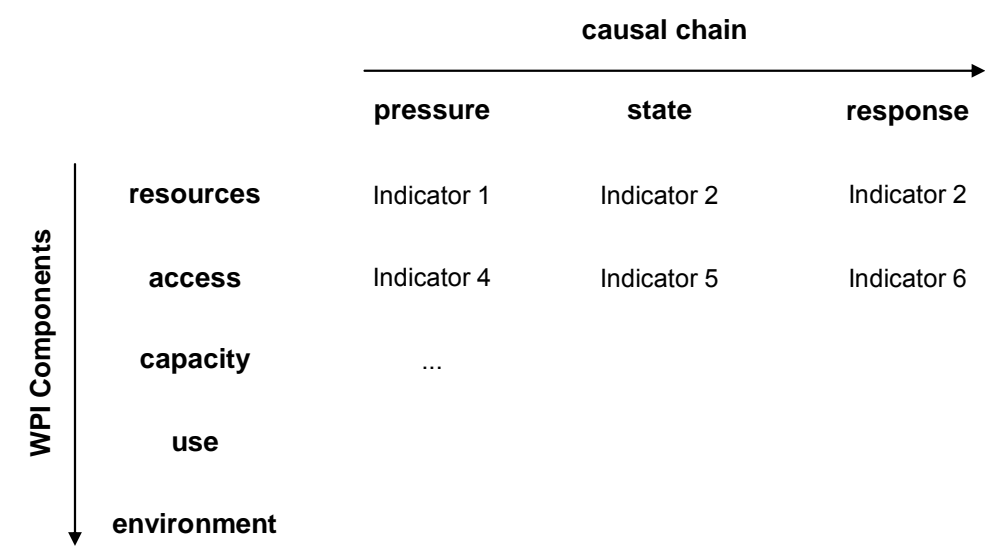 causal chain
pressure state response
WPI Components
resources Indicator 1 Indicator 2 Indicator 2
access Indicator 4 Indicator 5 Indicator 6
capacity ...
use
environment